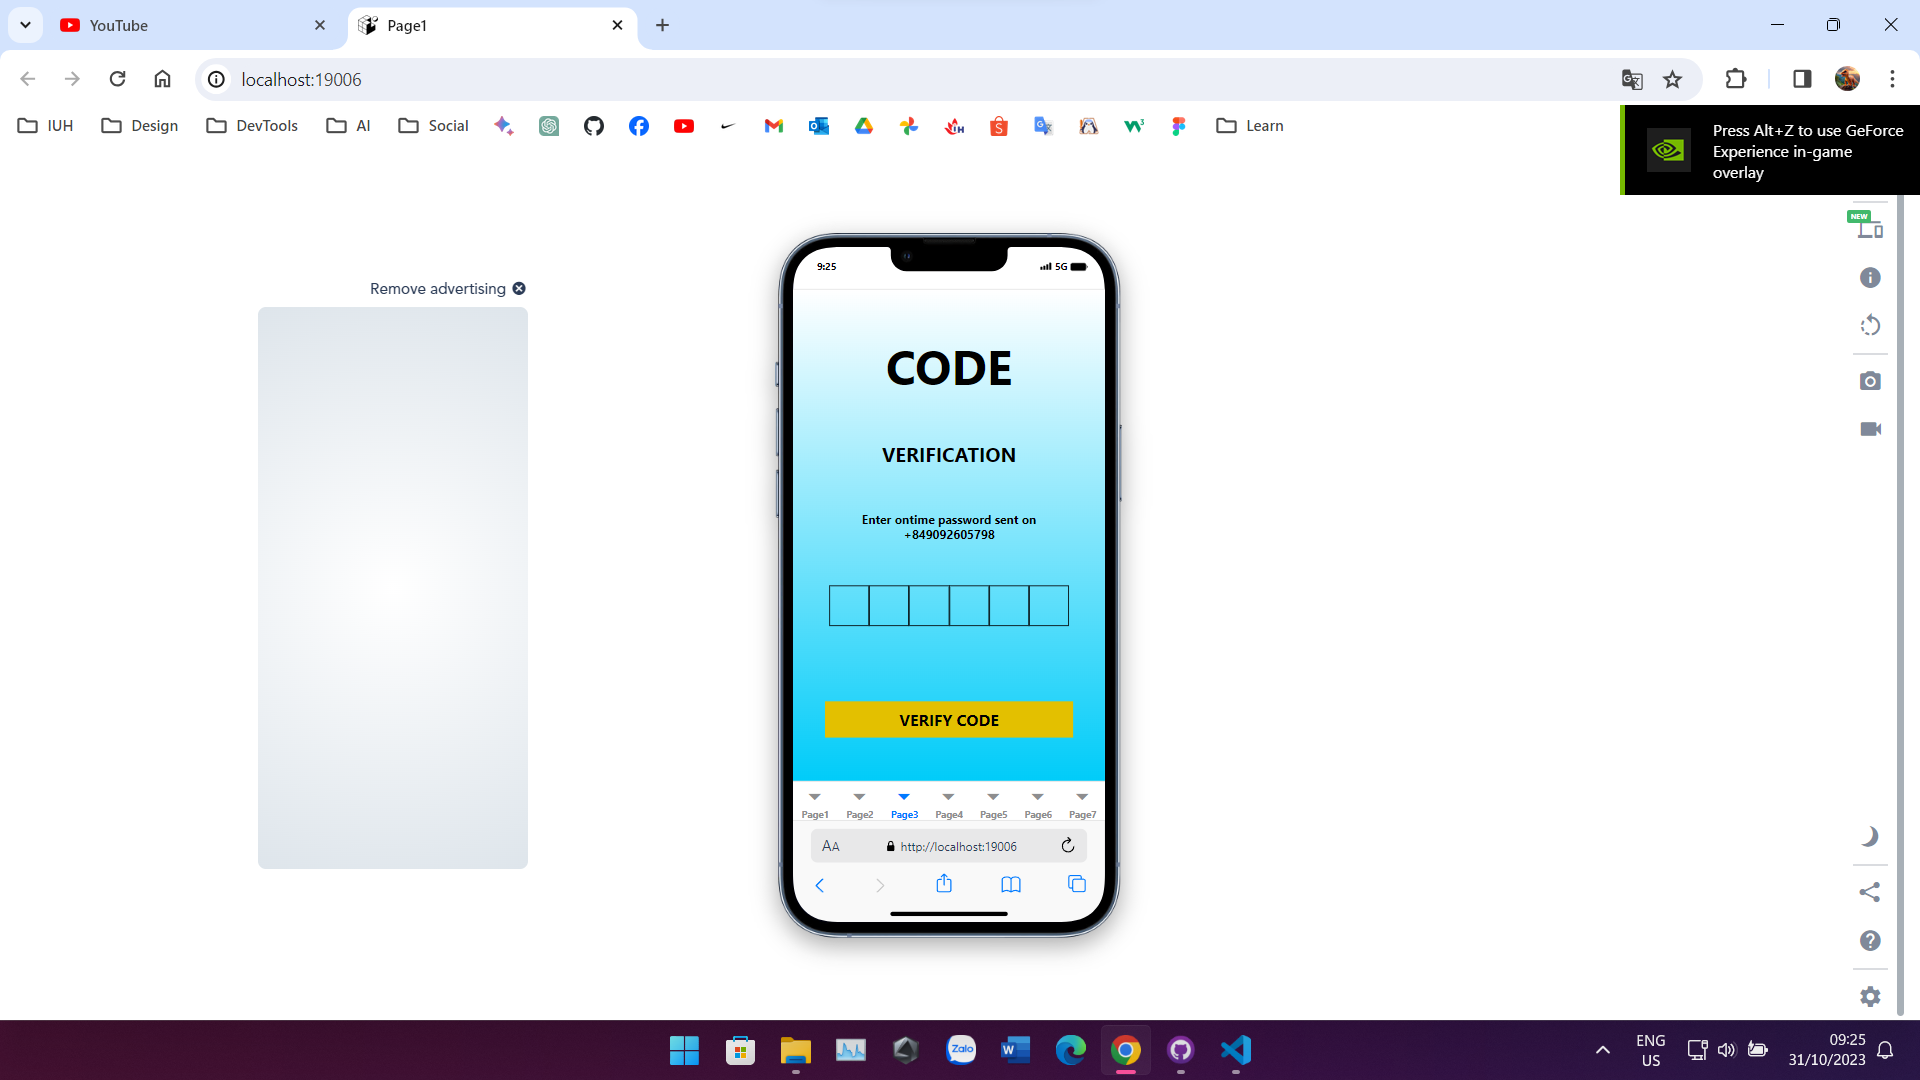 YouTube
Page1
localhost:19006
IUH
Design
DevTools
AI
Social
Learn
Press Alt+Z to use GeForce
Experience in-game
overlay
NEW
Remove advertising
9:25
5G
CODE
VERIFICATION
Enter ontime password sent on
+849092605798
VERIFY CODE
Page1
Page2
Page3
Page4
Page5
Page6
Page7
AA
http://localhost:19006
Zalo
W
ENG
US
09:25
31/10/2023